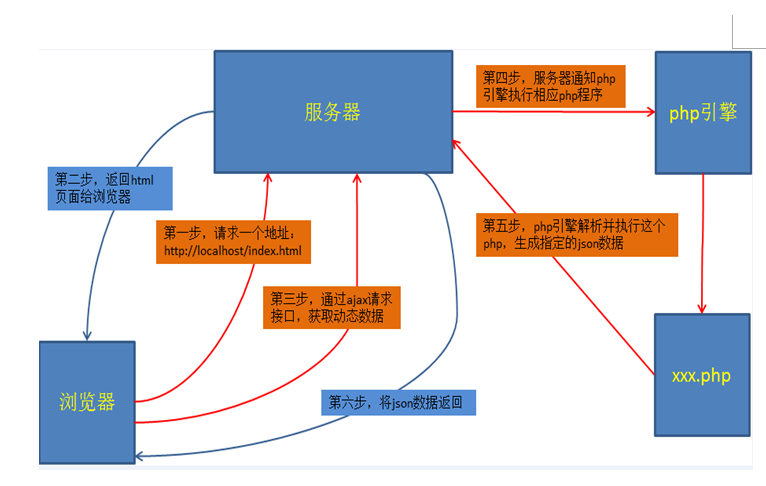 服务器
php引擎
第四步，服务器通知php
引擎执行相应php程序
第二步，返回html
页面给浏览器
第一步，请求一个地址：
http://localhost/index.html
第五步，php引擎解析并执行这个
php，生成指定的json数据
第三步，通过ajax请求
接口，获取动态数据
浏览器
第六步，将json数据返回
xxx.php